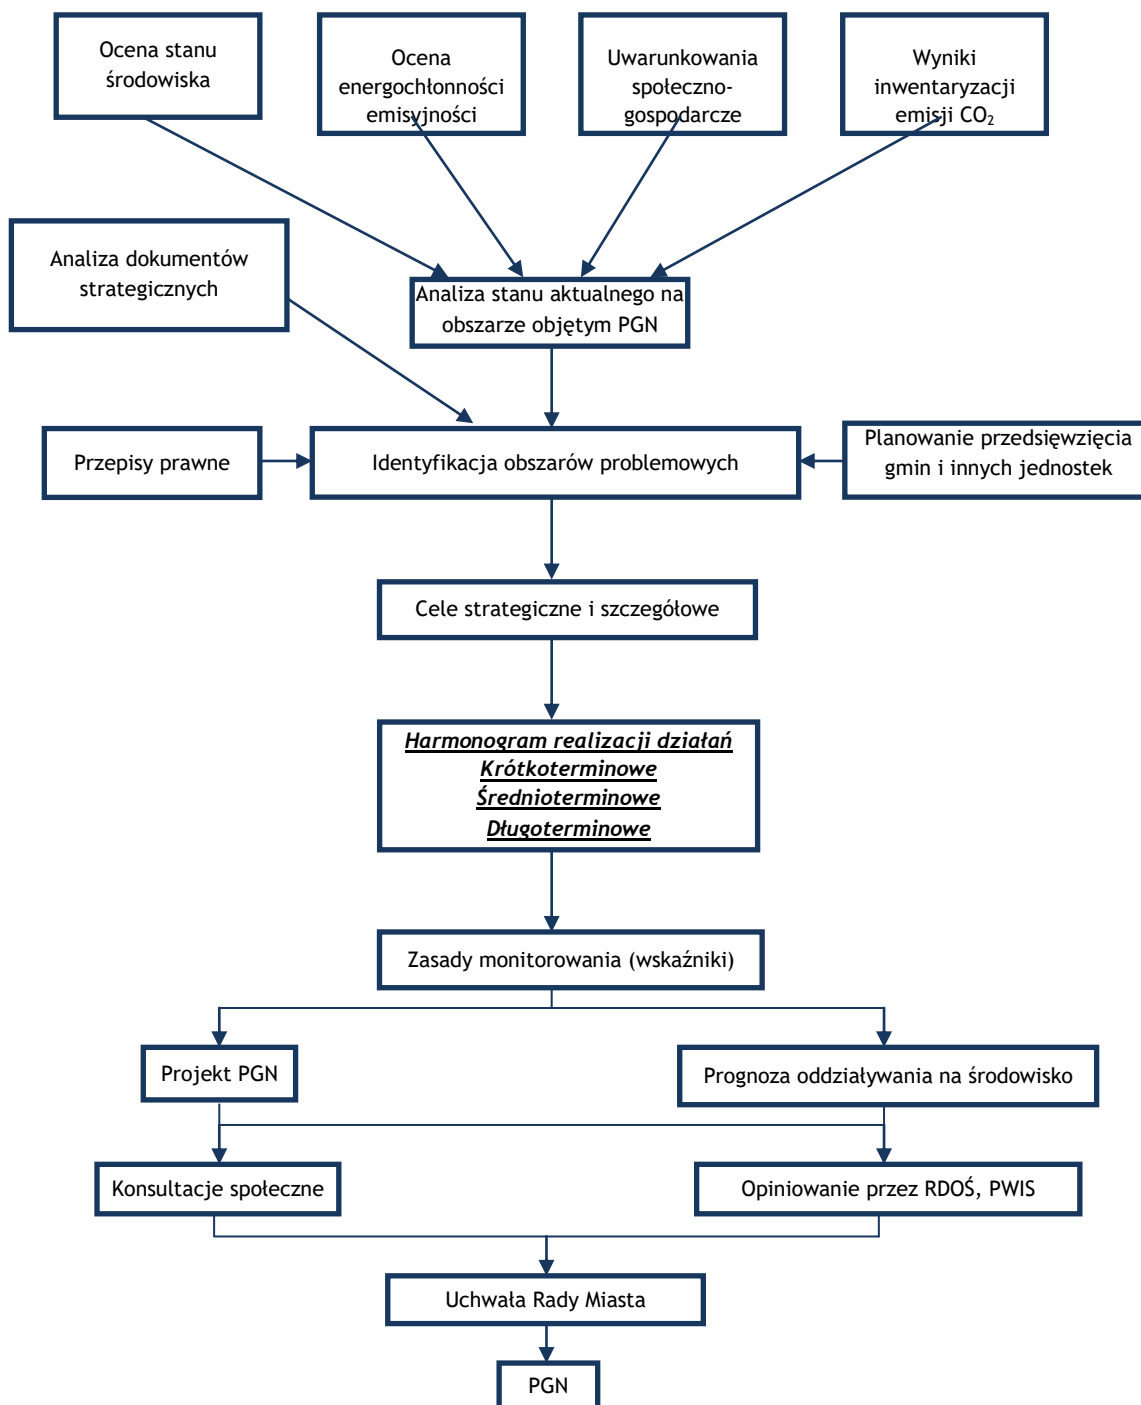 Ocena stanu
środowiska
Ocena
energochłonności
emisyjności
Uwarunkowania
społeczno-
gospodarcze
Wyniki
inwentaryzacji
emisji CO₂
Analiza dokumentów
strategicznych
Analiza stanu aktualnego na
obszarze objętym PGN
Przepisy prawne
Identyfikacja obszarów problemowych
Planowanie przedsięwzięcia
gmin i innych jednostek
Cele strategiczne i szczegółowe
Harmonogram realizacji działań
Krótkoterminowe
Średnioterminowe
Długoterminowe
Zasady monitorowania (wskaźniki)
Projekt PGN
Prognoza oddziaływania na środowisko
Konsultacje społeczne
Opiniowanie przez RDOŚ, PWIS
Uchwała Rady Miasta
PGN